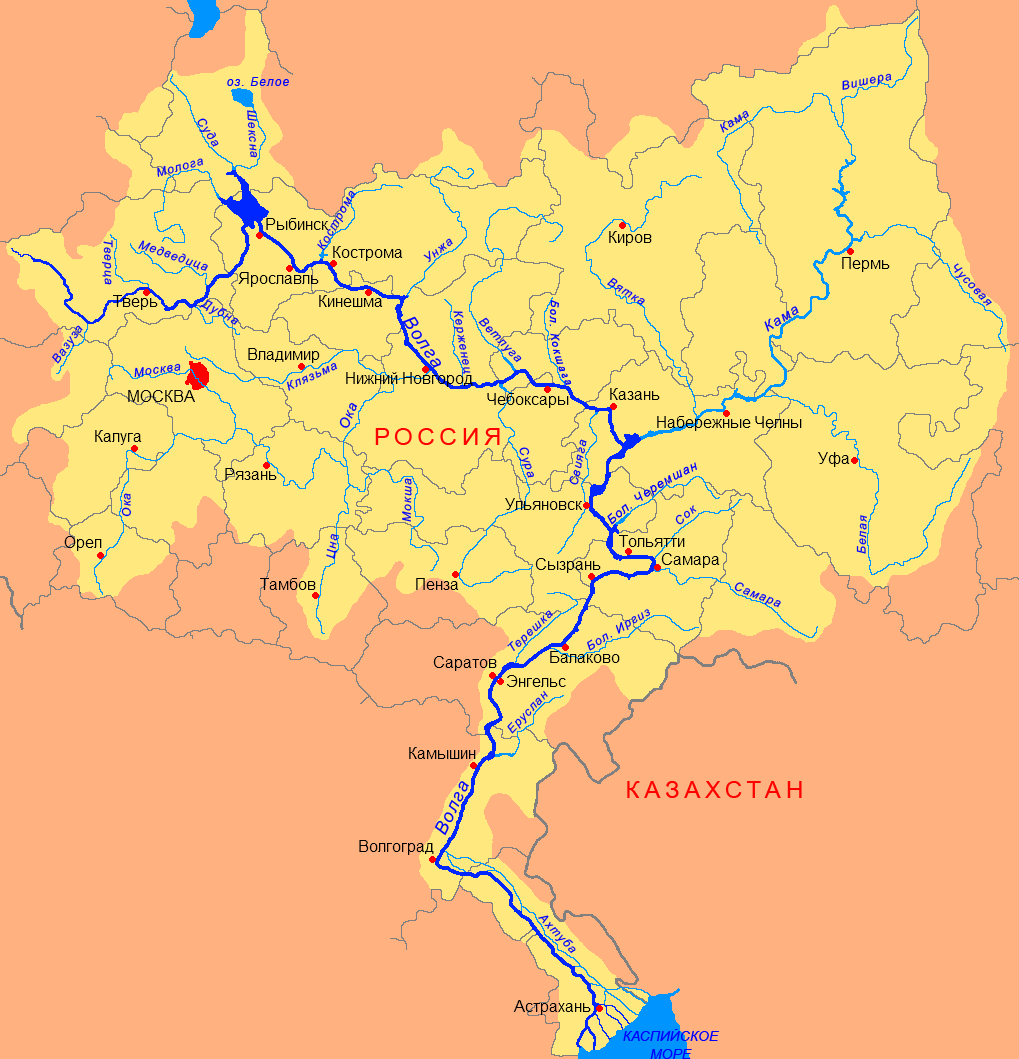 оз. Белое
Вишера
Кама
Суда
Шексна
Молога
Рыбинск
Кострома
Киров
Тверца
Медведица
Унжа
Кострома
Пермь
Ярославль
Чусовая
Вятка
Тверь
Кинешма
Дубна
Кама
Вазуза
Волга
Керженец
Ветлуга
Бол. Кокшага
Владимир
Москва
Клязьма
Нижний Новгород
МОСКВА
Чебоксары
Казань
Набережные Челны
Ока
РОССИЯ
Калуга
Уфа
Рязань
Сура
Свияга
Бол. Черемшан
Ока
Мокша
Ульяновск
Сок
Белая
Орел
Цна
Тольятти
Сызрань
Самара
Тамбов
Пенза
Самара
Терешка
Бол. Иргиз
Балаково
Саратов
Энгельс
Еруслан
Камышин
КАЗАХСТАН
Волга
Волгоград
Ахтуба
Астрахань
КАСПИЙСКОЕ
МОРЕ